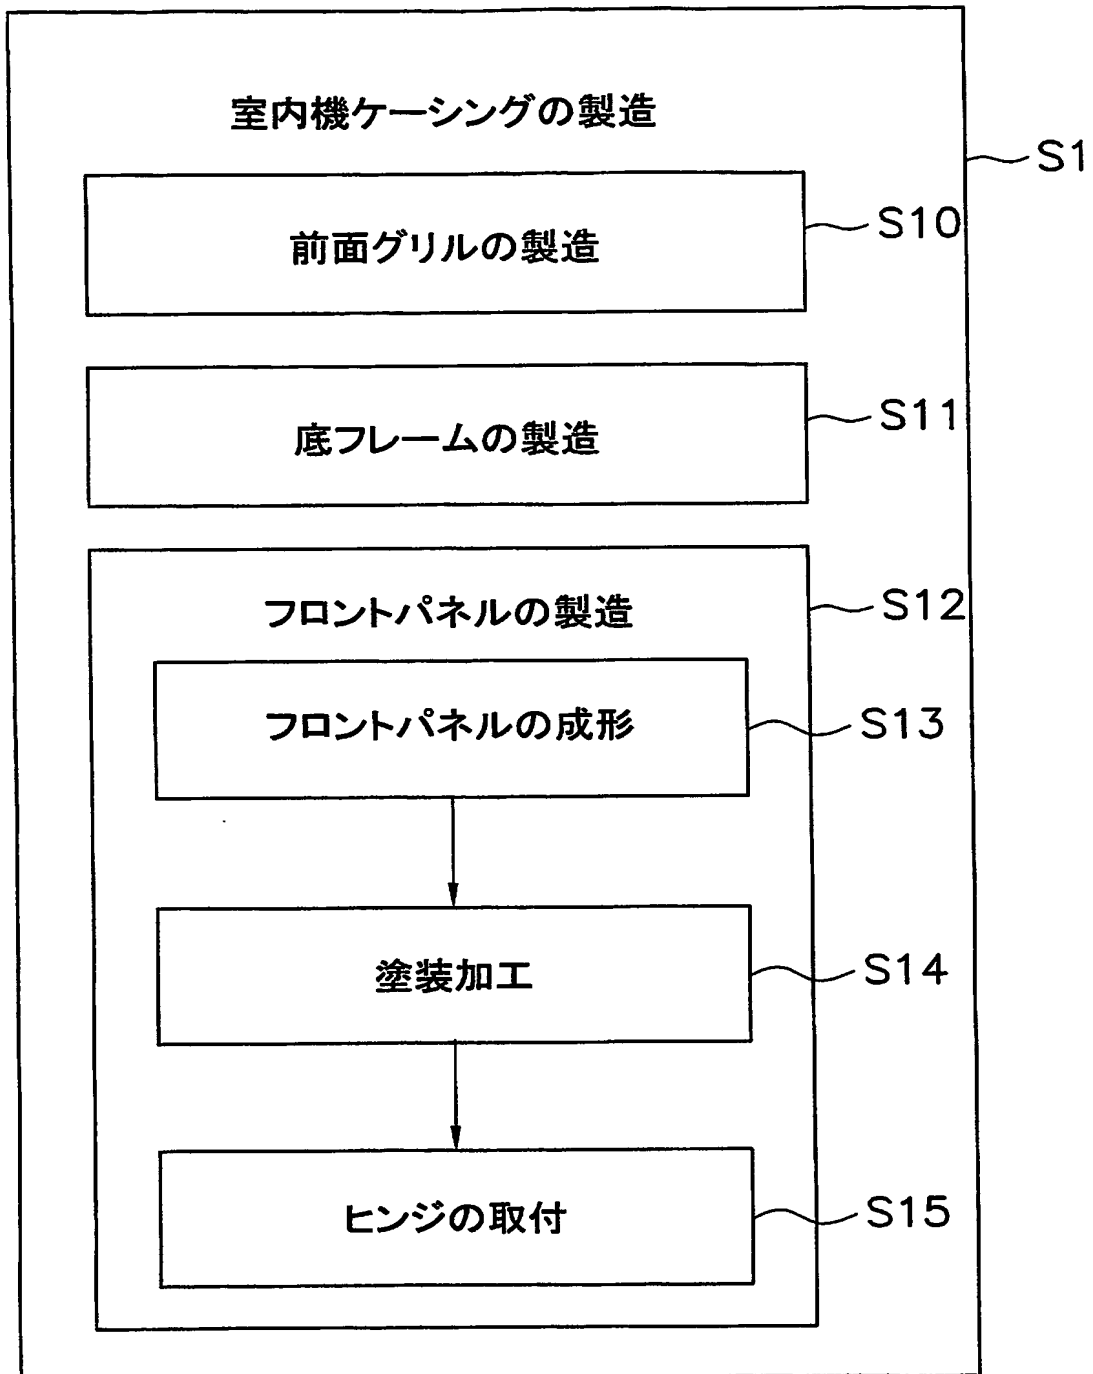 室内機ケーシングの製造
S1
前面グリルの製造
S10
底フレームの製造
S11
フロントパネルの製造
S12
フロントパネルの成形
S13
塗装加工
S14
ヒンジの取付
S15